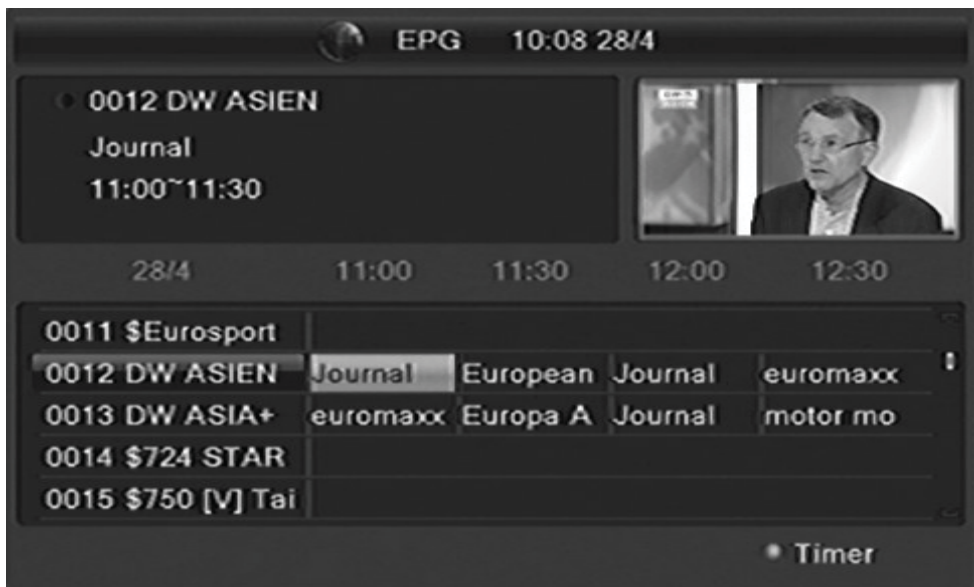 EPG 10:08 28/4
0012 DW ASIEN
Journal
11:00~11:30
28/4 11:00 11:30 12:00 12:30
0011 $Eurosport
0012 DW ASIEN Journal European Journal euromaxx
0013 DW ASIA+ euromaxx Europa A Journal motor mo
0014 $724 STAR
0015 $750 [V] Tai
Timer